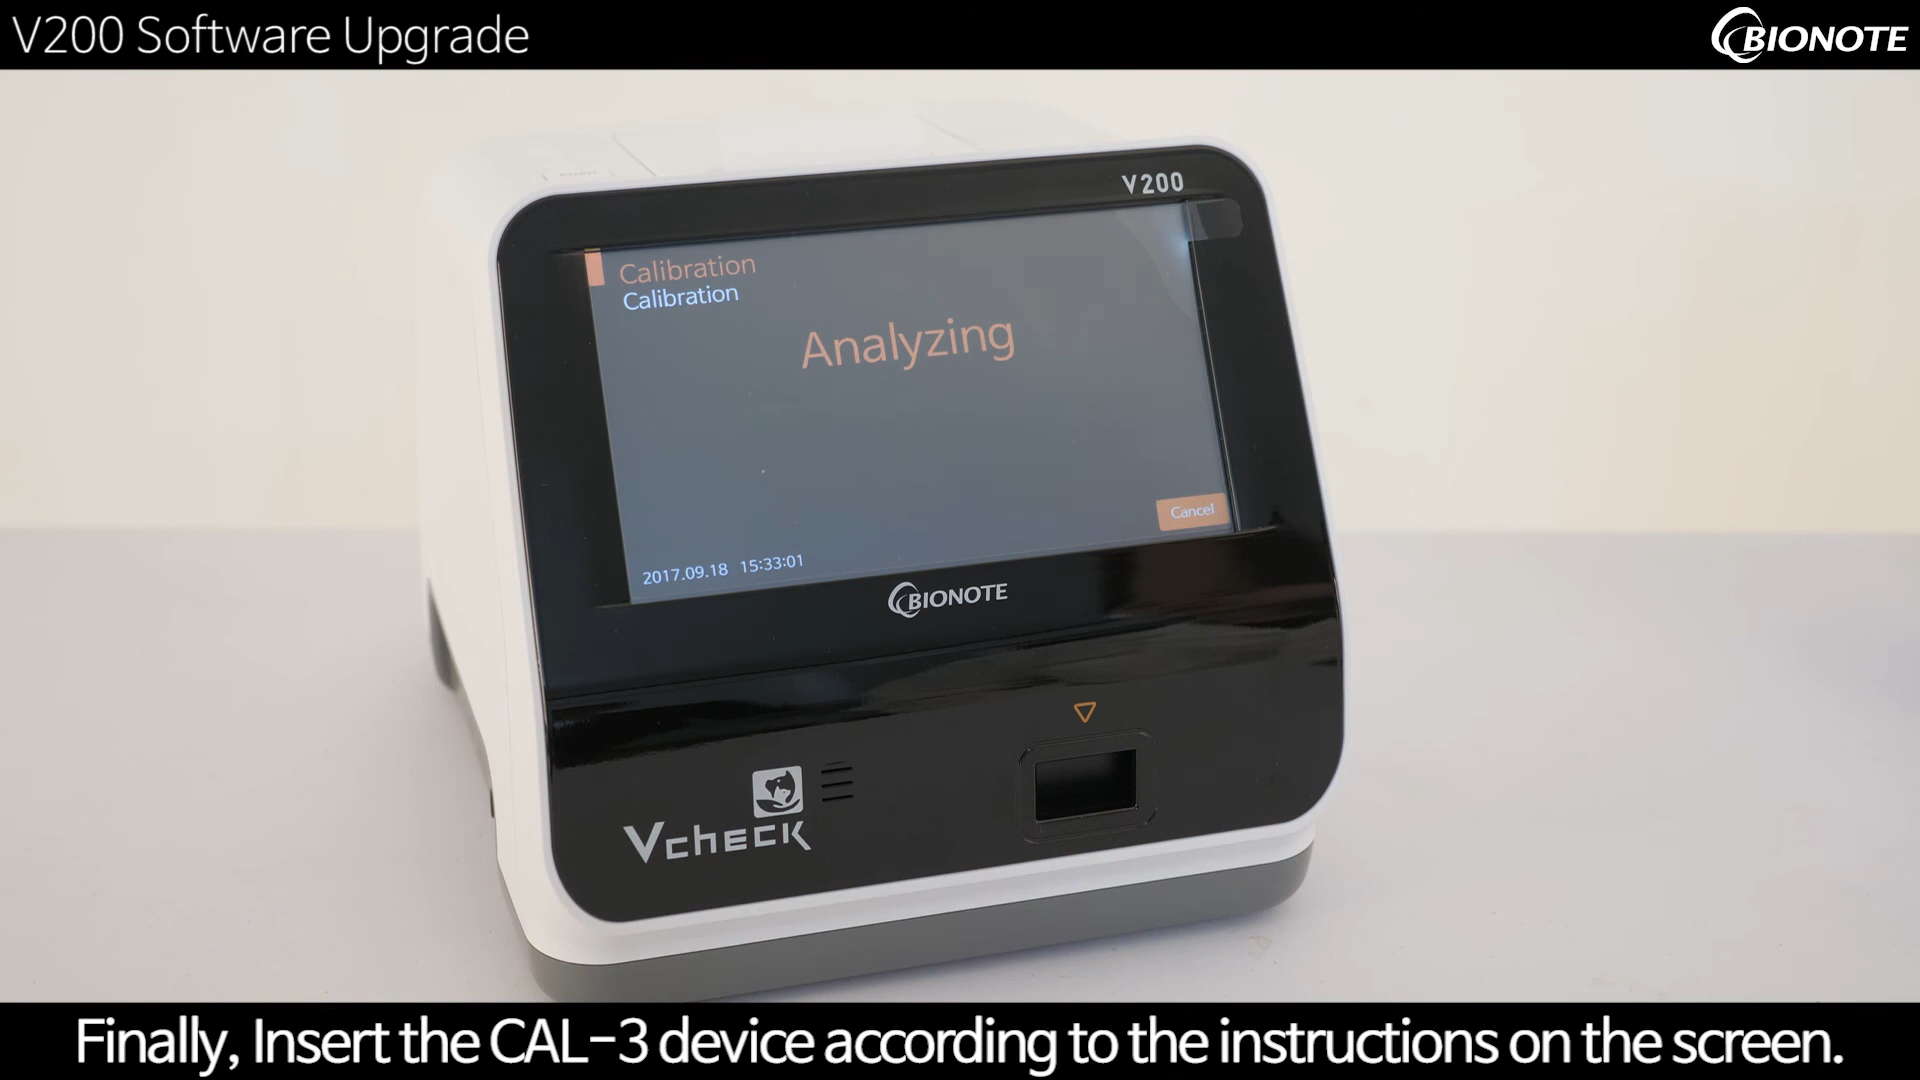 V200 Software Upgrade
BIONOTE
V200
Calibration
Calibration
Analyzing
Cancel
2017.09.18 15:33:01
BIONOTE
Vcheck
Finally, Insert the CAL-3 device according to the instructions on the screen.